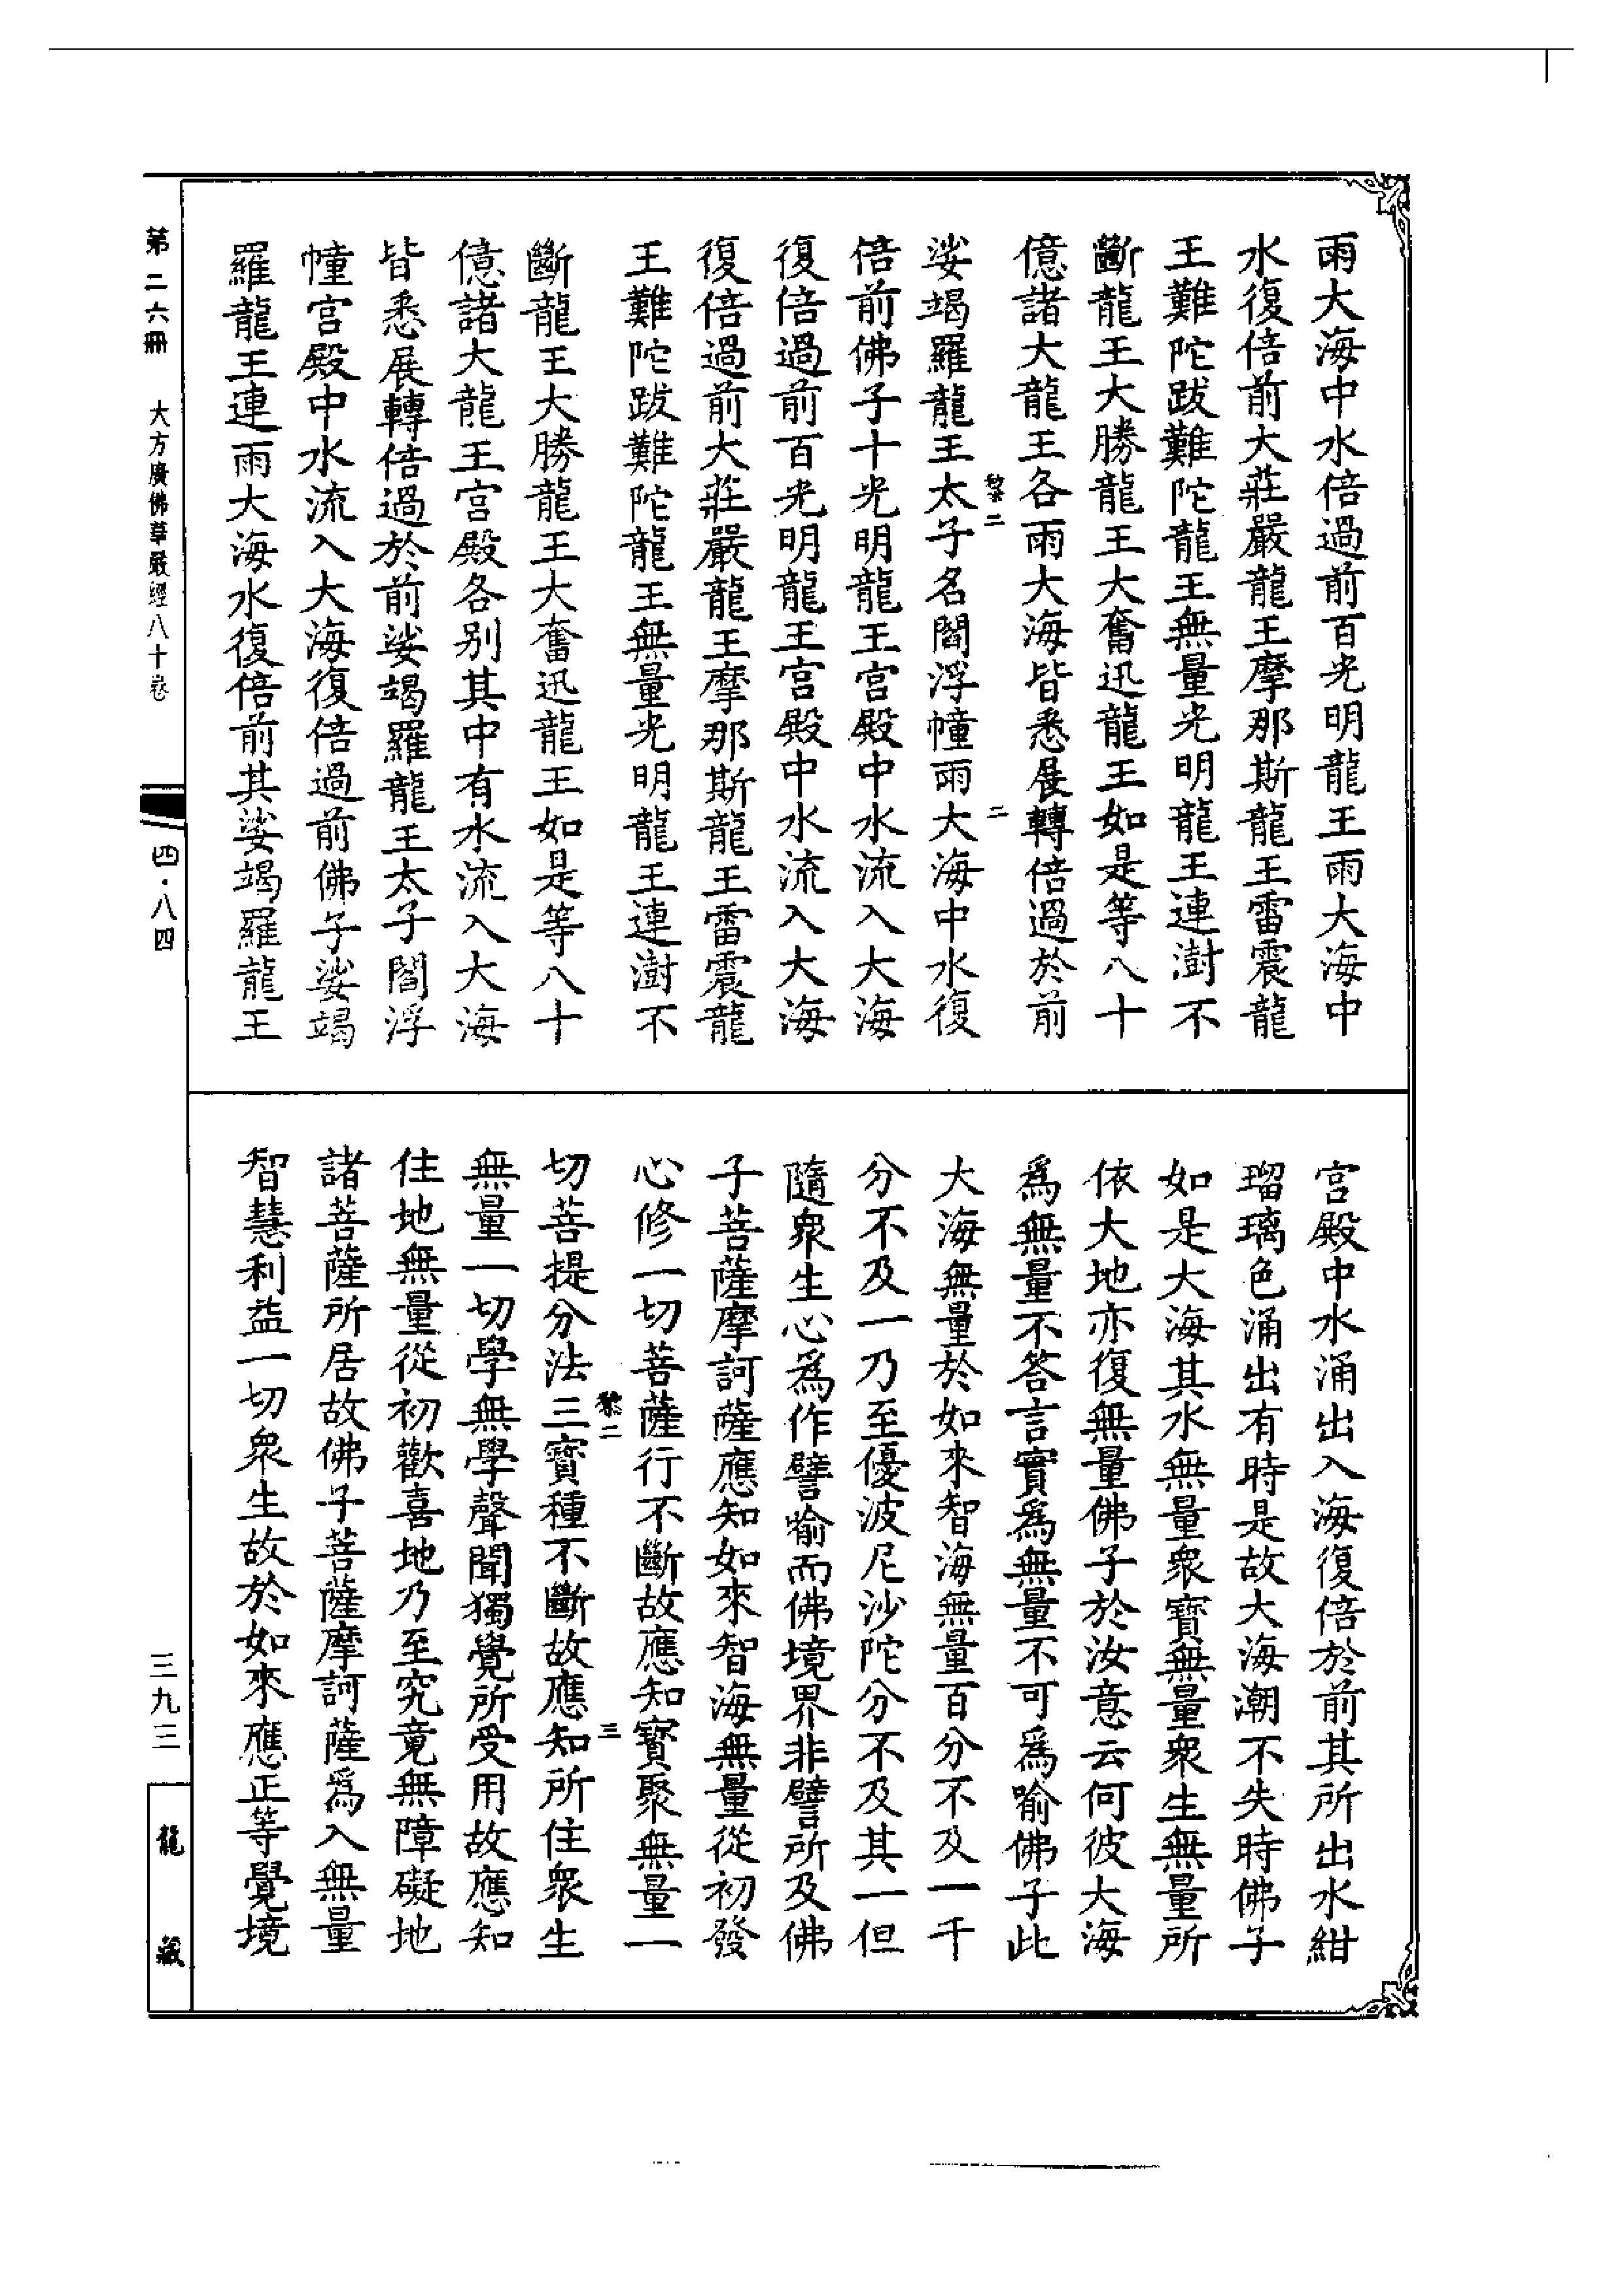 雨大海中水倍過前百光明龍王雨大海中
水復倍前大莊嚴龍王摩那斯龍王雷震龍
王難陀跋難陀龍王無量光明龍王連澍不
斷龍王大勝龍王大奮迅龍王如是等八十
億諸大龍王各雨大海皆悉展轉倍過於前
黎二 二
娑竭羅龍王太子名閻浮幢雨大海中水復
倍前佛子十光明龍王宮殿中水流入大海
復倍過前百光明龍王宮殿中水流入大海
復倍過前大莊嚴龍王摩那斯龍王雷震龍
王難陀跋難陀龍王無量光明龍王連澍不
斷龍王大勝龍王大奮迅龍王如是等八十
億諸大龍王宮殿各別其中有水流入大海
皆悉展轉倍過於前娑竭羅龍王太子閻浮
幢宮殿中水流入大海復倍過前佛子娑竭
羅龍王連雨大海水復倍前其娑竭羅龍王
宮殿中水涌出入海復倍於前其所出水紺
瑠璃色涌出有時是故大海潮不失時佛子
如是大海其水無量眾寶無量眾生無量所
依大地亦復無量佛子於汝意云何彼大海
爲無量不答言實爲無量不可爲喻佛子此
大海無量於如來智海無量百分不及一千
分不及一乃至優波尼沙陀分不及其一但
隨眾生心爲作譬喻而佛境界非譬所及佛
子菩薩摩訶薩應知如來智海無量從初發
心修一切菩薩行不斷故應知寶聚無量一
黎二 三
切菩提分法三寶種不斷故應知所住眾生
無量一切學無學聲聞獨覺所受用故應知
住地無量從初歡喜地乃至究竟無障礙地
諸菩薩所居故佛子菩薩摩訶薩爲入無量
智慧利益一切眾生故於如來應正等覺境
第二六冊 大方廣佛華嚴經八十卷 四·八四
三九三 龍藏